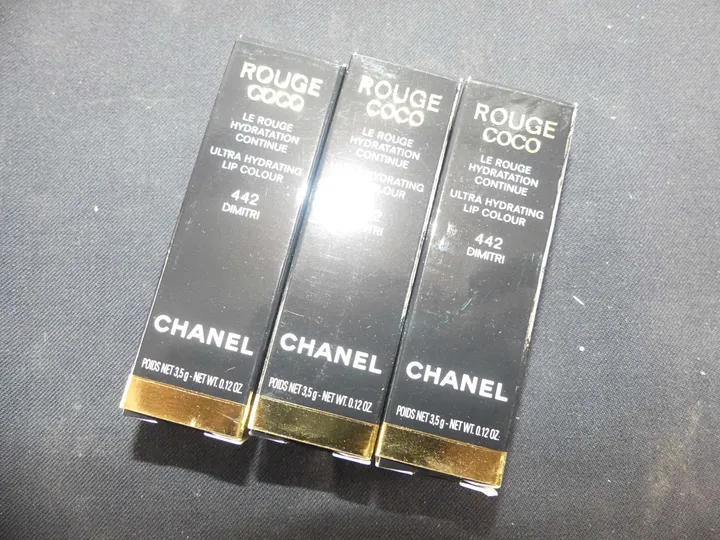 ROUGE
COCO
LE ROUGE
HYDRATATION
CONTINUE
ULTRA HYDRATING
LIP COLOUR
442
DIMITRI
CHANEL
POIDS NET 3,5 g - NET WT. 0.12 OZ.
ROUGE
COCO
LE ROUGE
HYDRATATION
CONTINUE
HYDRATING
COLOUR
CHANEL
POIDS NET 3,5 g - NET WT. 0.12 OZ.
ROUGE
COCO
LE ROUGE
HYDRATATION
CONTINUE
ULTRA HYDRATING
LIP COLOUR
442
DIMITRI
CHANEL
POIDS NET 3,5 g - NET WT. 0.12 OZ.